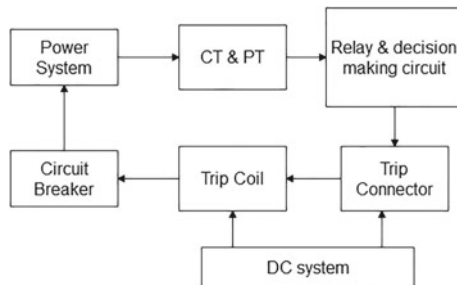 Power
System
CT & PT
Relay & decision
making circuit
Circuit
Breaker
Trip Coil
Trip
Connector
DC system